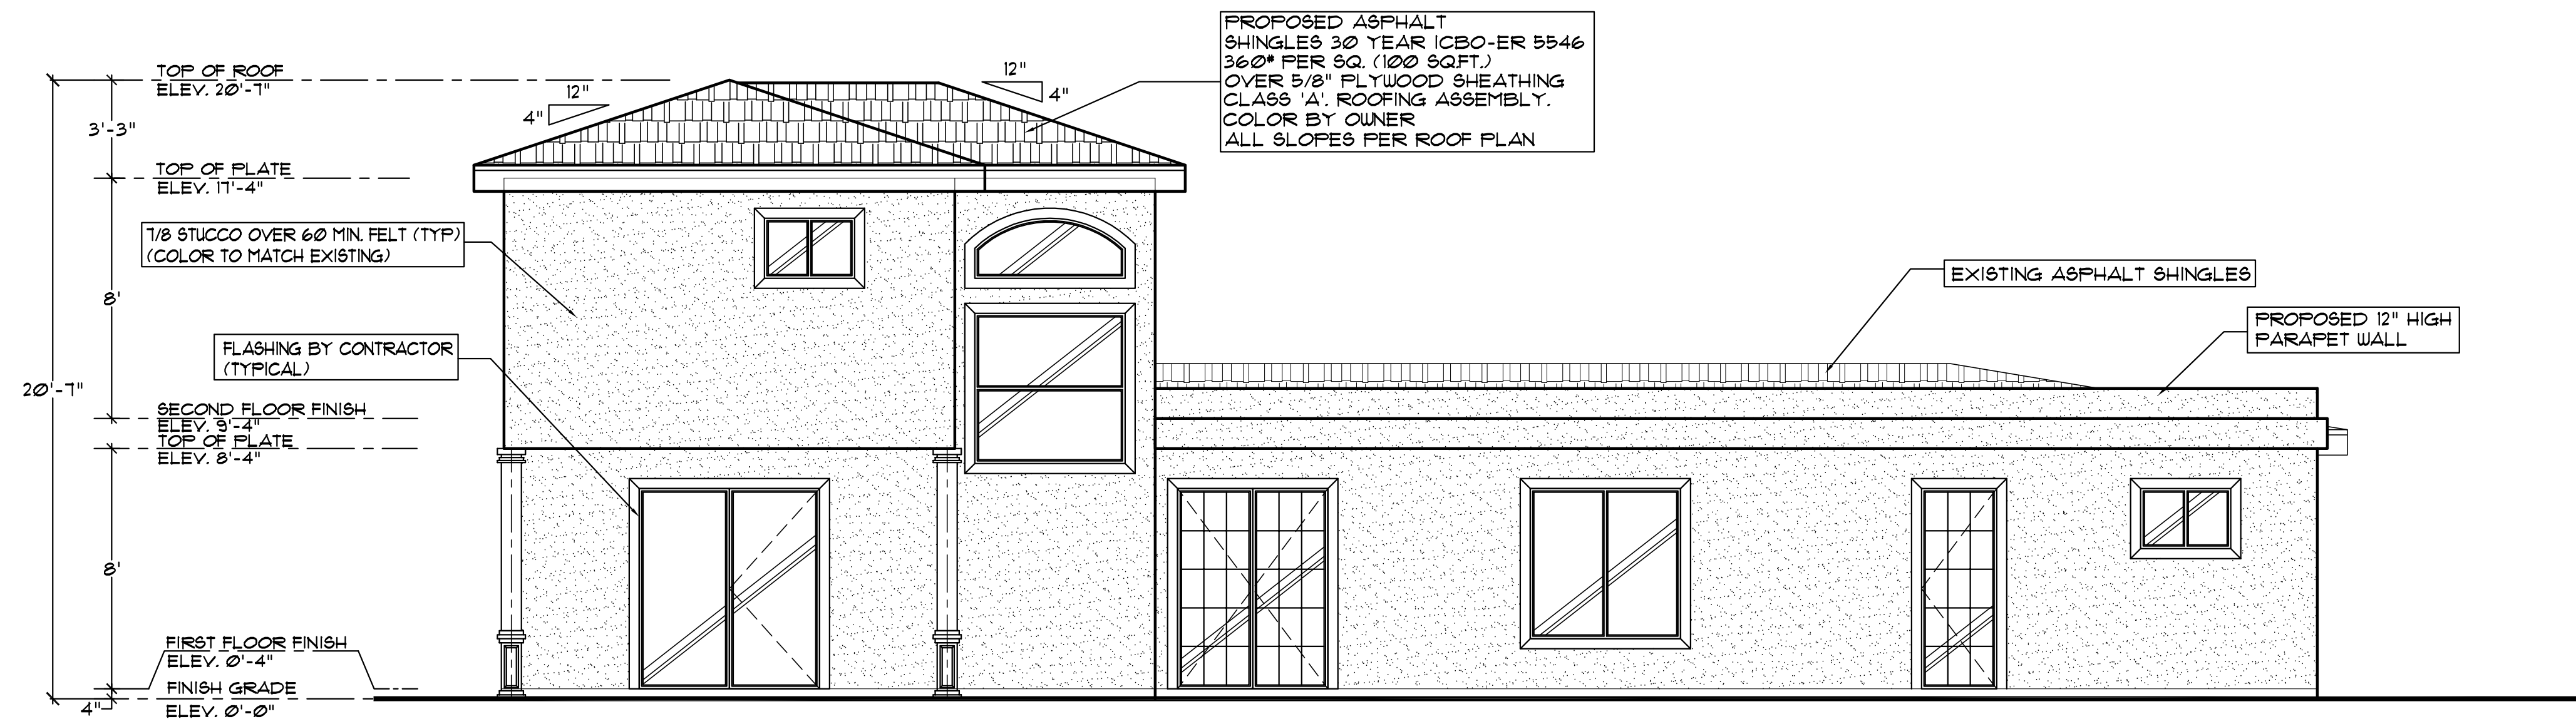 PROPOSED ASPHALT
SHINGLES 30 YEAR ICBO-ER 5546
360# PER SQ. (100 SQ.FT.)
OVER 5/8" PLYWOOD SHEATHING
CLASS 'A'. ROOFING ASSEMBLY.
COLOR BY OWNER
ALL SLOPES PER ROOF PLAN
TOP OF ROOF
ELEV. 20'-7"
12"
4"
12"
4"
3'-3"
TOP OF PLATE
ELEV. 17'-4"
7/8 STUCCO OVER 60 MIN. FELT (TYP)
(COLOR TO MATCH EXISTING)
EXISTING ASPHALT SHINGLES
8'
PROPOSED 12" HIGH
PARAPET WALL
FLASHING BY CONTRACTOR
(TYPICAL)
20'-7"
SECOND FLOOR FINISH
ELEV. 9'-4"
TOP OF PLATE
ELEV. 8'-4"
8'
FIRST FLOOR FINISH
ELEV. 0'-4"
FINISH GRADE
ELEV. 0'-0"
4"